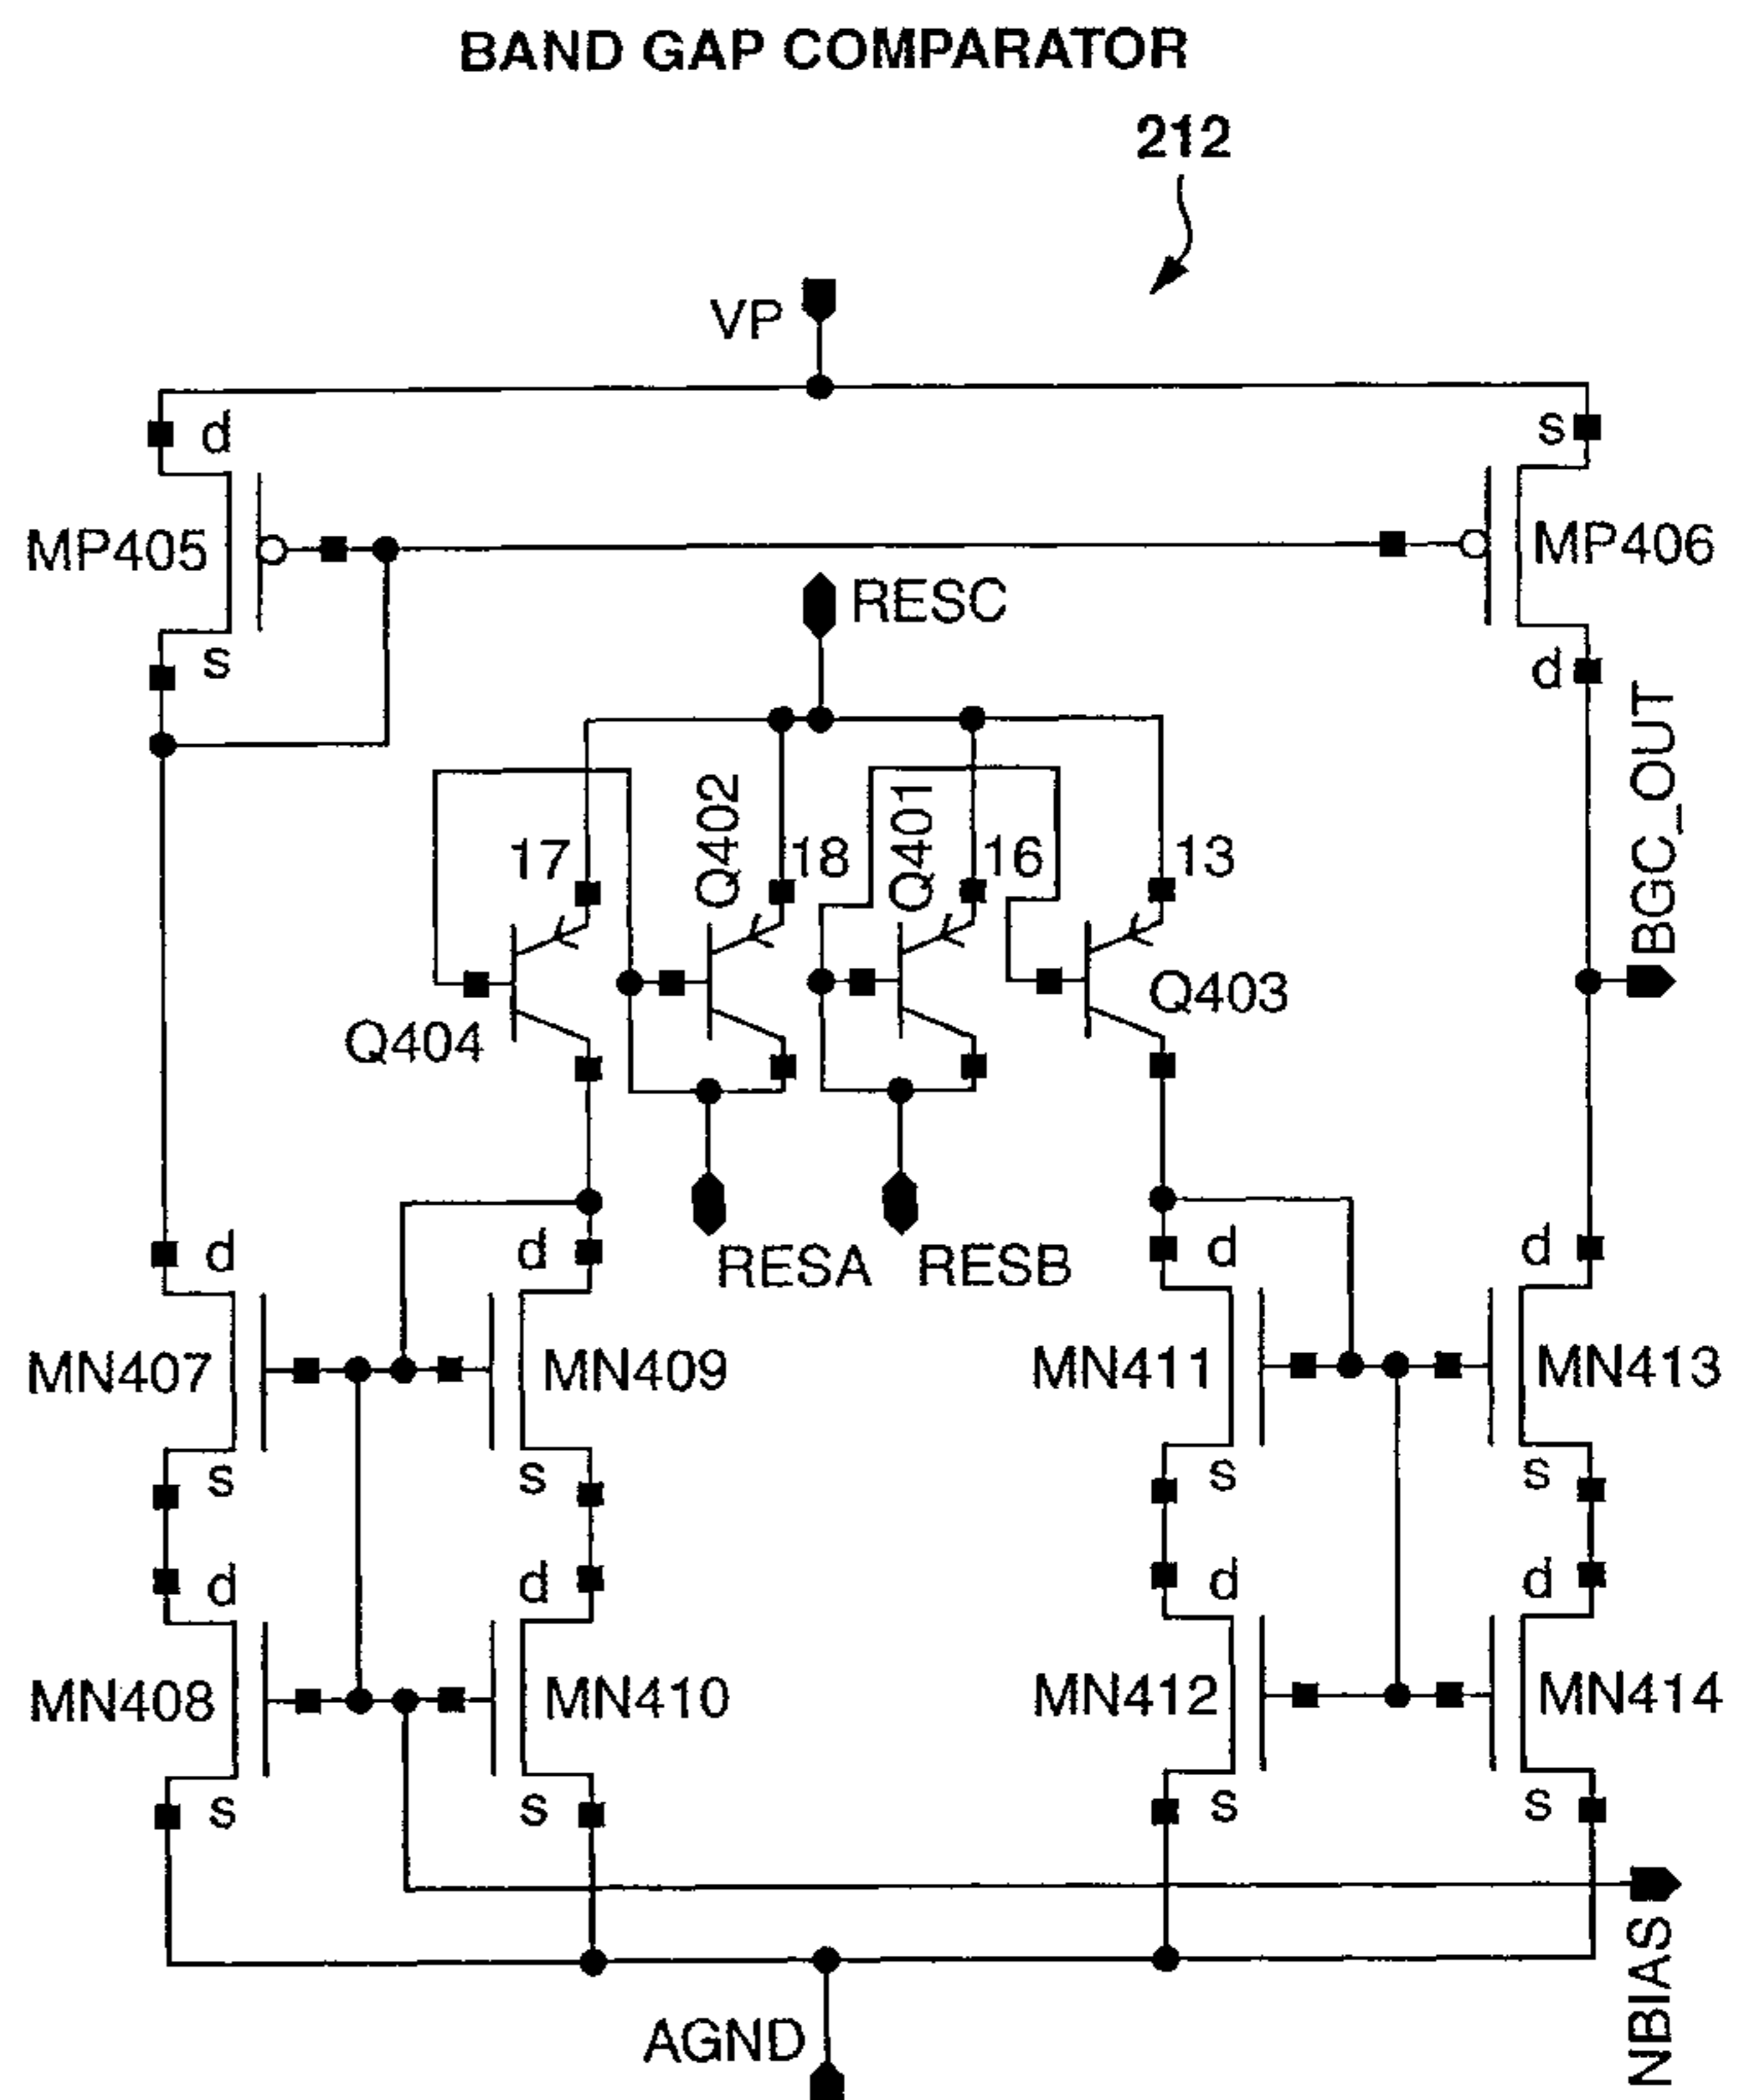 BAND GAP COMPARATOR
212
VP
d
s
MP405
MP406
RESC
s
d
BGC_OUT
17
Q402
18
Q401
16
13
Q404
Q403
RESA
RESB
d
d
d
d
MN407
MN409
MN411
MN413
s
s
s
s
d
d
d
d
MN408
MN410
MN412
MN414
s
s
s
s
NBIAS
AGND